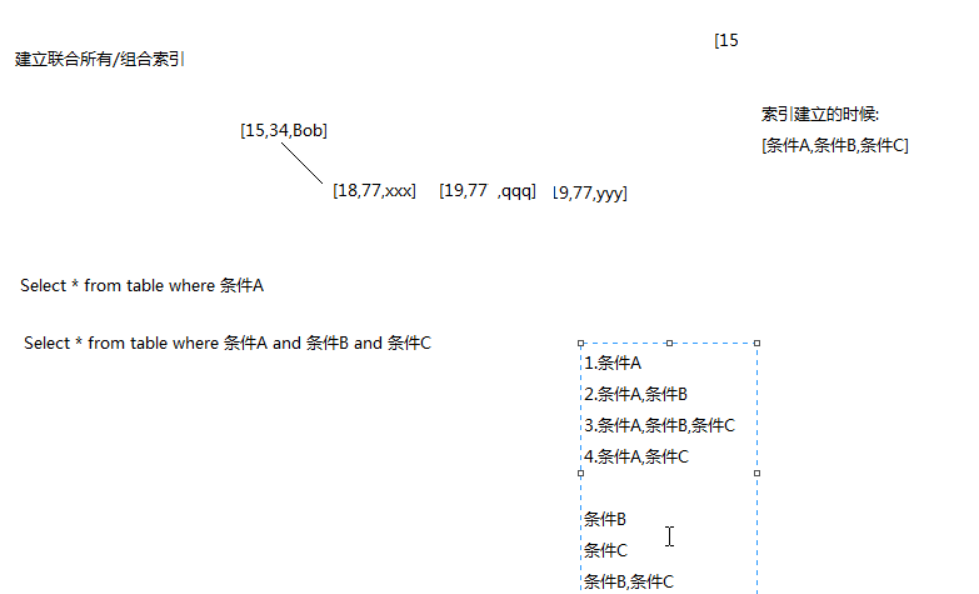 [15
建立联合所有/组合索引
索引建立的时候:
[15,34,Bob]
[条件A,条件B,条件C]
[18,77,xxx] [19,77 ,qqq] 19,77,yyy]
Select * from table where 条件A
Select * from table where 条件A and 条件B and 条件C
1.条件A
2.条件A,条件B
3.条件A,条件B,条件C
4.条件A,条件C
条件B
条件C
条件B,条件C